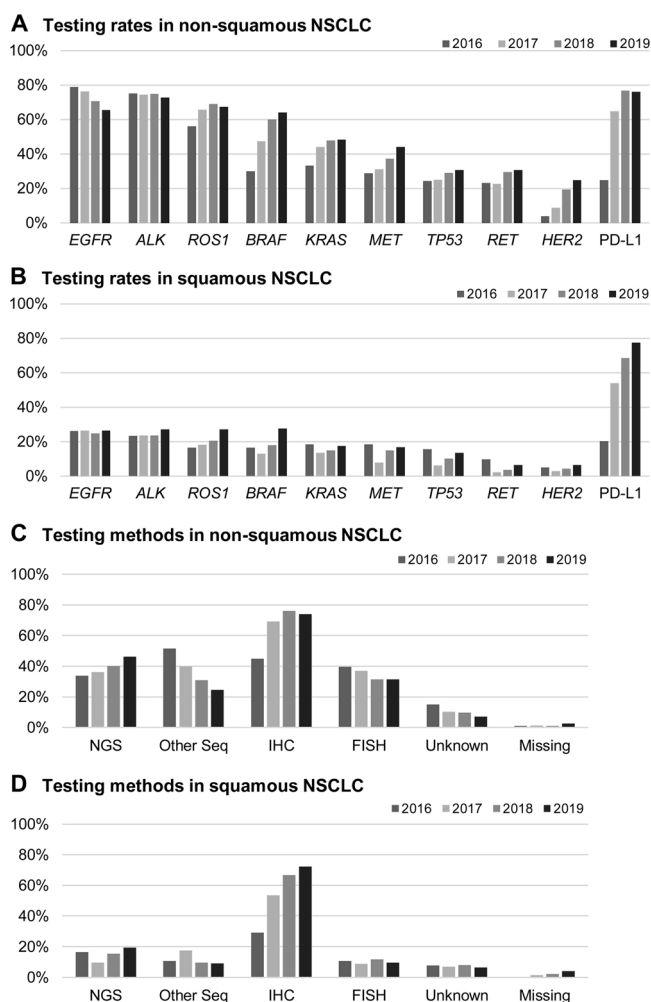 A Testing rates in non-squamous NSCLC
2016 2017 2018 2019
100%
80%
60%
40%
20%
0%
EGFR ALK ROS1 BRAF KRAS MET TP53 RET HER2 PD-L1
B Testing rates in squamous NSCLC
2016 2017 2018 2019
100%
80%
60%
40%
20%
0%
EGFR ALK ROS1 BRAF KRAS MET TP53 RET HER2 PD-L1
C Testing methods in non-squamous NSCLC
2016 2017 2018 2019
100%
80%
60%
40%
20%
0%
NGS Other Seq IHC FISH Unknown Missing
D Testing methods in squamous NSCLC
2016 2017 2018 2019
100%
80%
60%
40%
20%
0%
NGS Other Seq IHC FISH Unknown Missing